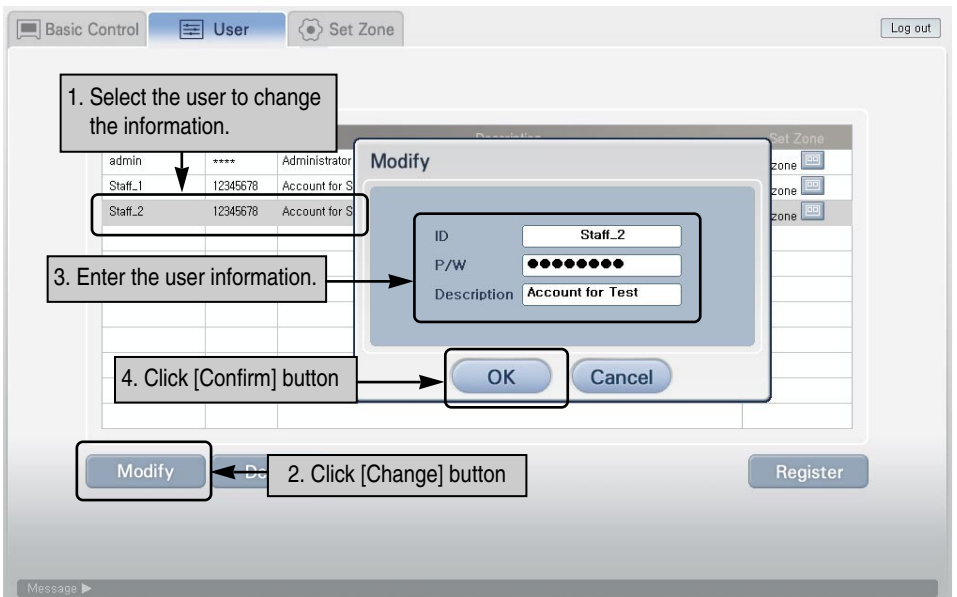 Basic Control
User
Set Zone
Log out
1. Select the user to change
the information.
Set Zone
admin
****
Administrator
zone
Staff_1
12345678
Account for S
zone
Staff_2
12345678
Account for S
zone
Modify
ID
Staff_2
P/W
●●●●●●●●
Description
Account for Test
3. Enter the user information.
4. Click [Confirm] button
OK
Cancel
Modify
2. Click [Change] button
Register
Message ▶